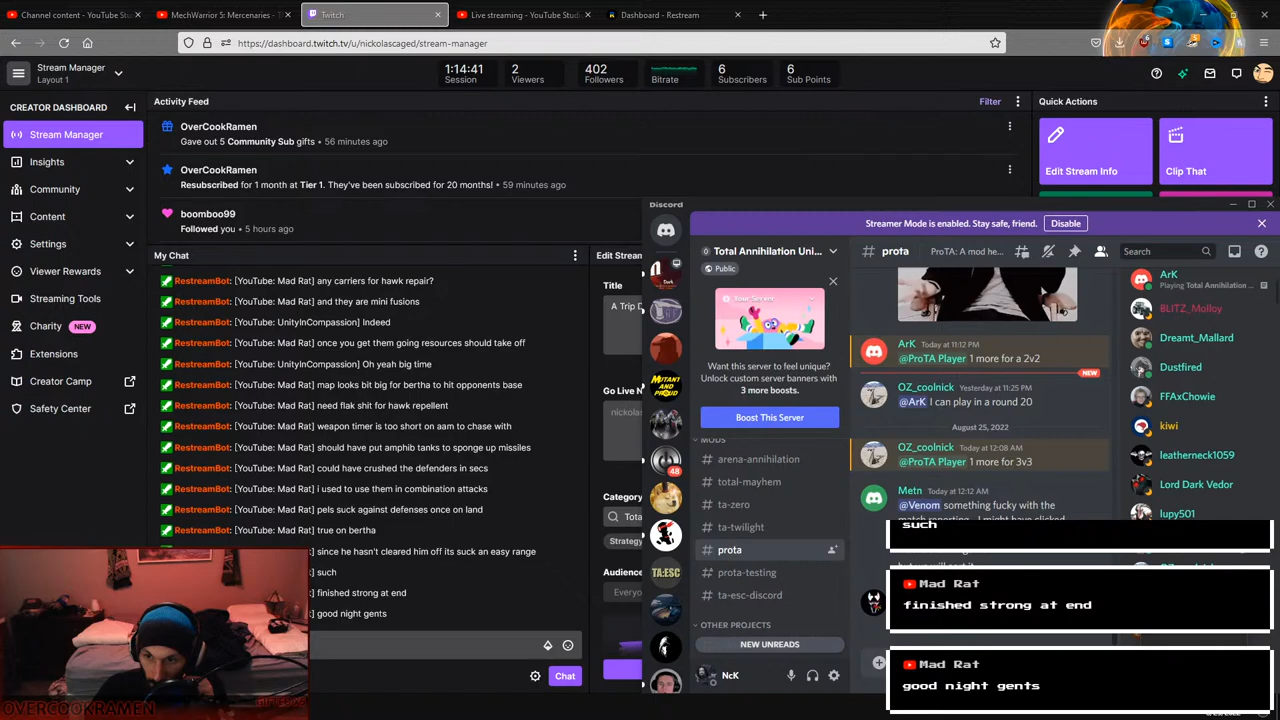 Content - YouTube Stu
MechWarrior 5: Mercenaries -
Twitch
Live streaming - YouTube Studi
Dashboard - Restream
https://dashboard.twitch.tv/u/nickolascaged/stream-manager
Stream Manager
Layout 1
1:14:41
Session
2
Viewers
402
Followers
Bitrate
6
Subscribers
6
Sub Points
CREATOR DASHBOARD
Stream Manager
Insights
Community
Content
Settings
Viewer Rewards
Streaming Tools
Charity NEW
Extensions
Creator Camp
Safety Center
Activity Feed
Filter
OverCookRamen
Gave out 5 Community Sub gifts • 56 minutes ago
OverCookRamen
Resubscribed for 1 month at Tier 1. They've been subscribed for 20 months! • 59 minutes ago
boomboo99
Followed you • 5 hours ago
Quick Actions
Edit Stream Info
Clip That
My Chat
RestreamBot: [YouTube: Mad Rat] any carriers for hawk repair?
RestreamBot: [YouTube: Mad Rat] and they are mini fusions
RestreamBot: [YouTube: UnityInCompassion] Indeed
RestreamBot: [YouTube: Mad Rat] once you get them going resources should take off
RestreamBot: [YouTube: UnityInCompassion] Oh yeah big time
RestreamBot: [YouTube: Mad Rat] map looks bit big for bertha to hit opponents base
RestreamBot: [YouTube: Mad Rat] need flak shit for hawk repellent
RestreamBot: [YouTube: Mad Rat] weapon timer is too short on aam to chase with
RestreamBot: [YouTube: Mad Rat] should have put amphib tanks to sponge up missiles
RestreamBot: [YouTube: Mad Rat] could have crushed the defenders in secs
RestreamBot: [YouTube: Mad Rat] i used to use them in combination attacks
RestreamBot: [YouTube: Mad Rat] pels suck against defenses once on land
RestreamBot: [YouTube: Mad Rat] true on bertha
] since he hasn't cleared him off its suck an easy range
] such
] finished strong at end
] good night gents
Chat
Edit Stream
Title
A Trip D
Go Live N
nickolas
Category
Tota
Strategy
Audience
Everyo
Discord
Streamer Mode is enabled. Stay safe, friend.
Disable
Total Annihilation Uni...
Public
Your Server
Want this server to feel unique?
Unlock custom server banners with
3 more boosts.
Boost This Server
MODS
arena-annihilation
total-mayhem
ta-zero
ta-twilight
prota
prota-testing
ta-esc-discord
OTHER PROJECTS
NEW UNREADS
48
TA:ESC
NcK
prota
ProTA: A mod he...
Search
ArK Today at 11:12 PM
@ProTA Player 1 more for a 2v2
NEW
OZ_coolnick Yesterday at 11:25 PM
@ArK I can play in a round 20
August 25, 2022
OZ_coolnick Today at 12:08 AM
@ProTA Player 1 more for 3v3
Metn Today at 12:12 AM
@Venom something fucky with the
match reporting. I might have clicked
ArK
Playing Total Annihilation ...
BLITZ_Molloy
Dreamt_Mallard
Dustfired
FFAxChowie
kiwi
leatherneck1059
Lord Dark Vedor
lupy501
such
Mad Rat
finished strong at end
Mad Rat
good night gents
OVERCOOKRAMEN